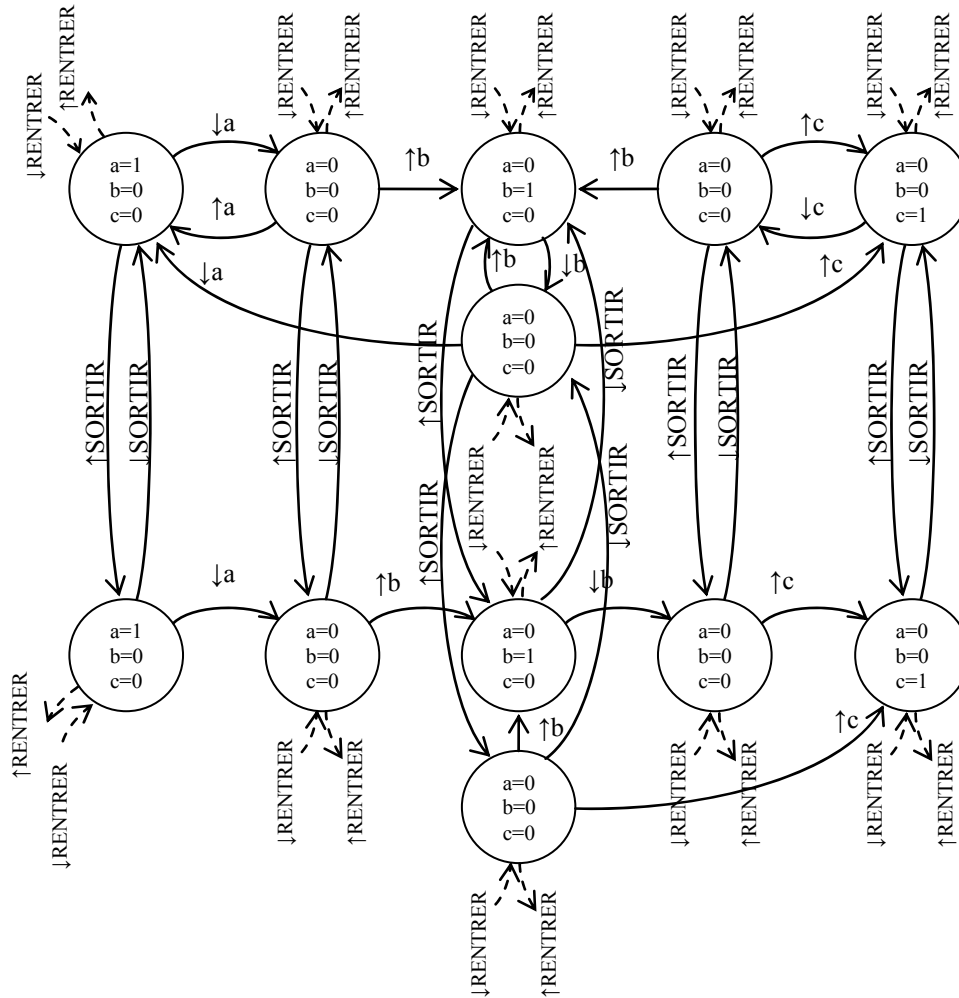 ↓RENTRER
↑RENTRER
↓RENTRER
↑RENTRER
↓RENTRER
↑RENTRER
↓RENTRER
↑RENTRER
↓RENTRER
↑RENTRER
↓a
↑c
a=1
b=0
c=0
a=0
b=0
c=0
↑b
a=0
b=1
c=0
↑b
a=0
b=0
c=0
a=0
b=0
c=1
↑a
↓c
↓a
↑b
↓b
↑c
a=0
b=0
c=0
↑SORTIR
↓SORTIR
↑SORTIR
↓SORTIR
↑SORTIR
↓SORTIR
↑SORTIR
↓SORTIR
↑SORTIR
↓SORTIR
↓RENTRER
↑RENTRER
↑SORTIR
↓SORTIR
↓a
↑b
↓b
↑c
a=1
b=0
c=0
a=0
b=0
c=0
a=0
b=1
c=0
a=0
b=0
c=0
a=0
b=0
c=1
↑b
↑c
↑RENTRER
↓RENTRER
↓RENTRER
↑RENTRER
a=0
b=0
c=0
↓RENTRER
↑RENTRER
↓RENTRER
↑RENTRER
↓RENTRER
↑RENTRER